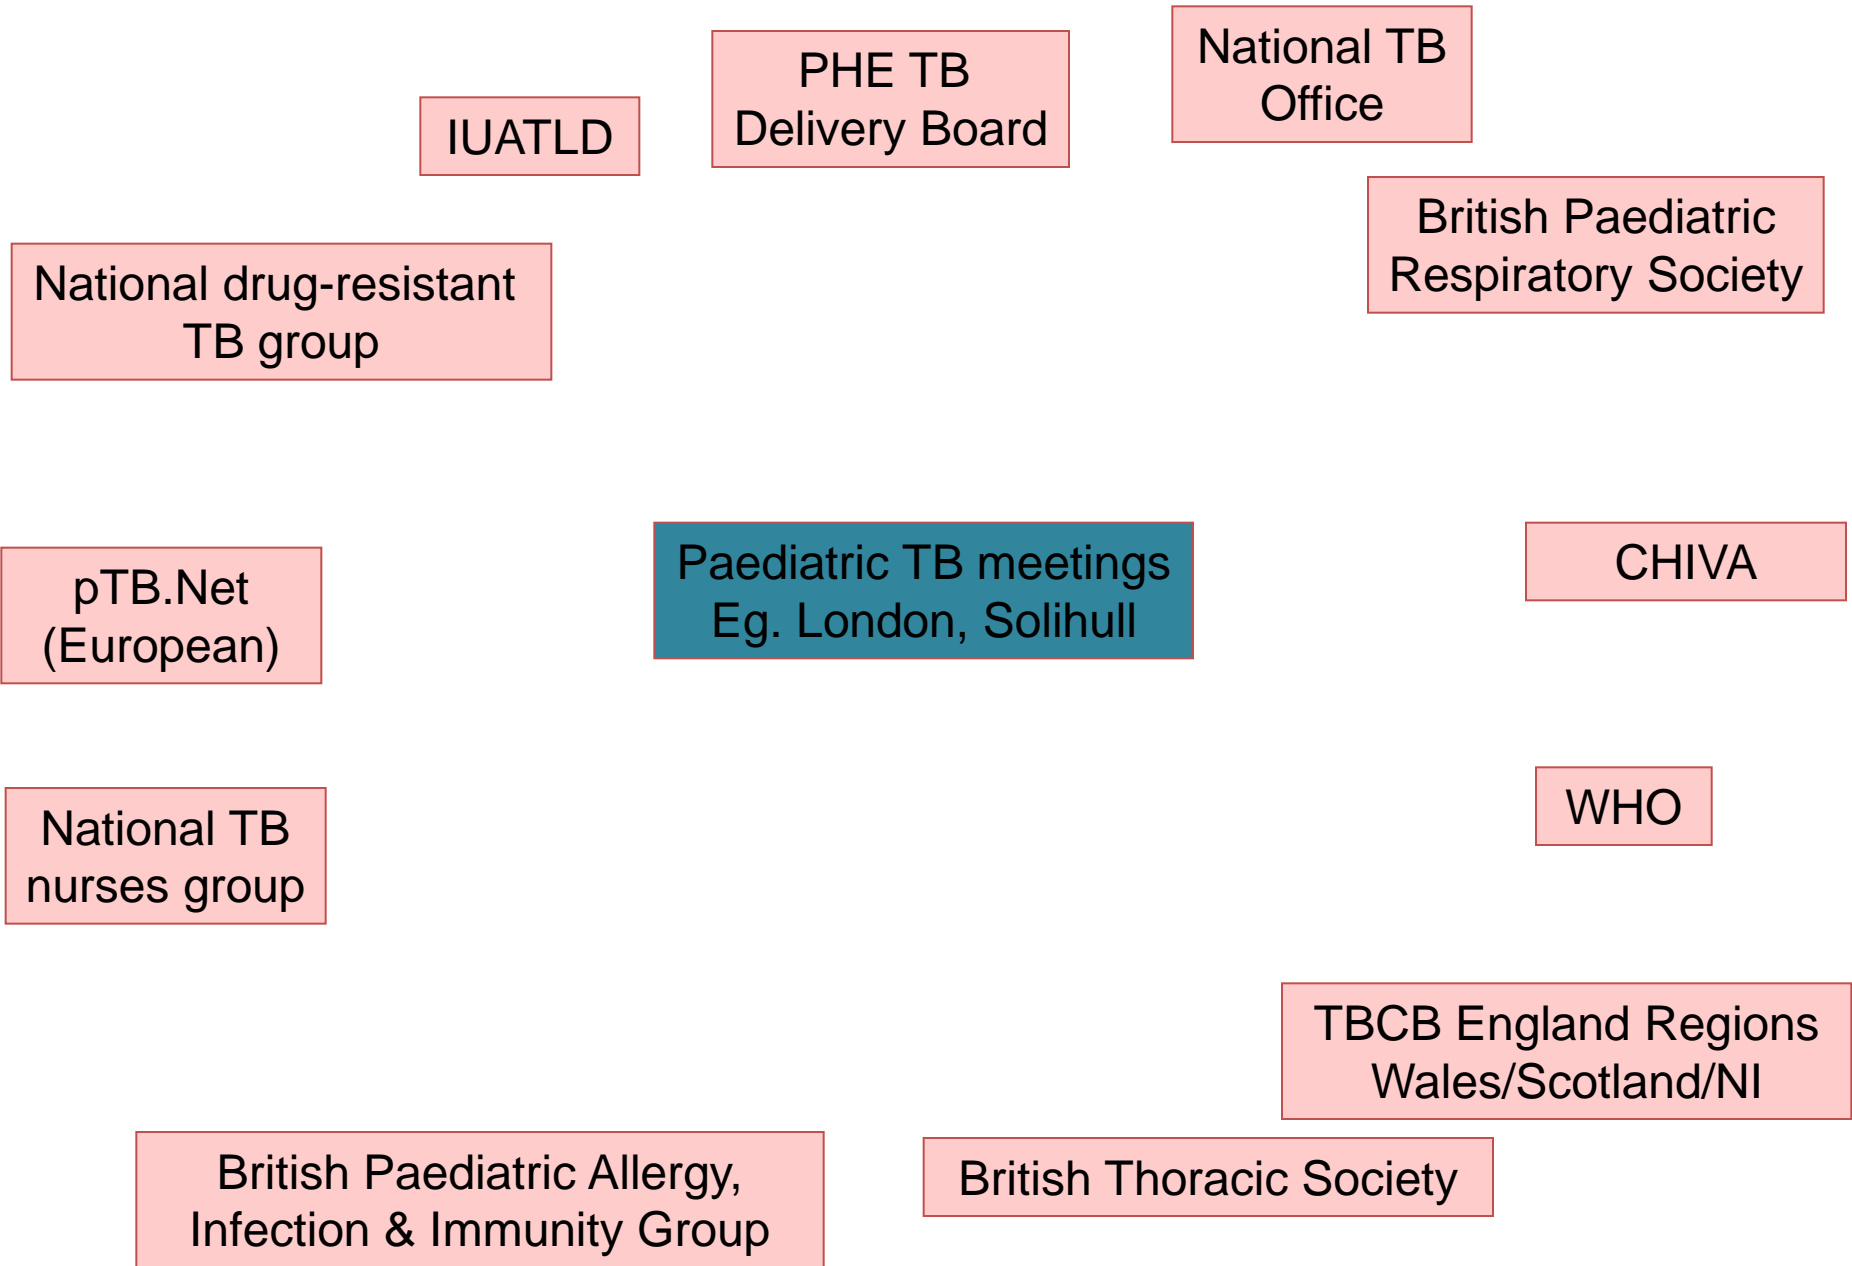 National TB
Office
PHE TB
Delivery Board
IUATLD
British Paediatric
Respiratory Society
National drug-resistant
TB group
Paediatric TB meetings
Eg. London, Solihull
CHIVA
pTB.Net
(European)
WHO
National TB
nurses group
TBCB England Regions
Wales/Scotland/NI
British Paediatric Allergy,
Infection & Immunity Group
British Thoracic Society